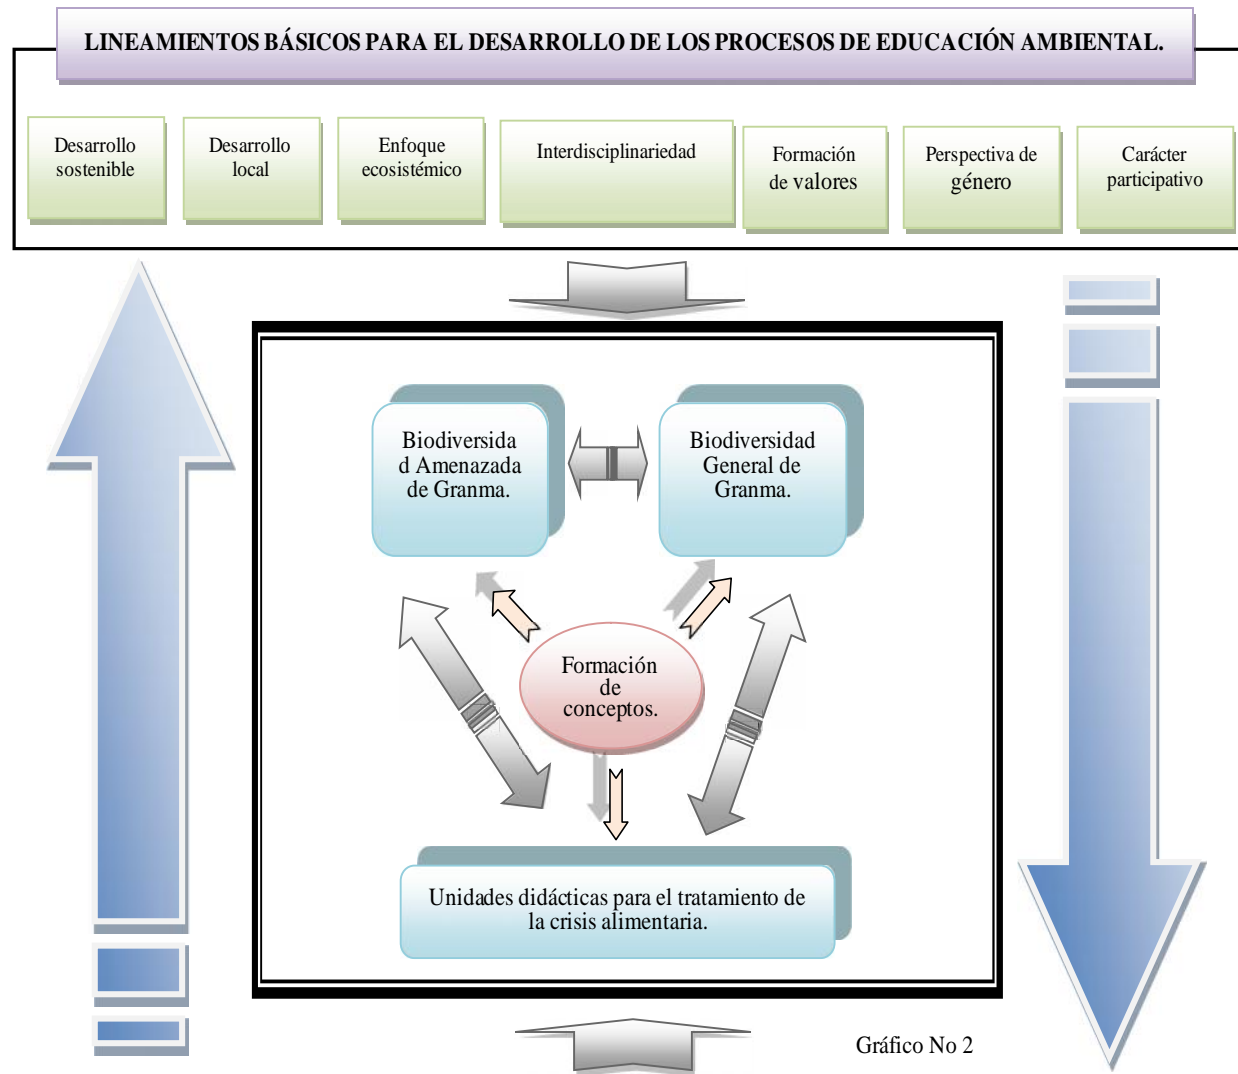 LINEAMIENTOS BÁSICOS PARA EL DESARROLLO DE LOS PROCESOS DE EDUCACIÓN AMBIENTAL.
Desarrollo
sostenible
Desarrollo
local
Enfoque
ecosistémico
Interdisciplinariedad
Formación
de valores
Perspectiva de
género
Carácter
participativo
Biodiversida
d Amenazada
de Granma.
Biodiversidad
General de
Granma.
Formación
de
conceptos.
Unidades didácticas para el tratamiento de
la crisis alimentaria.
Gráfico No 2